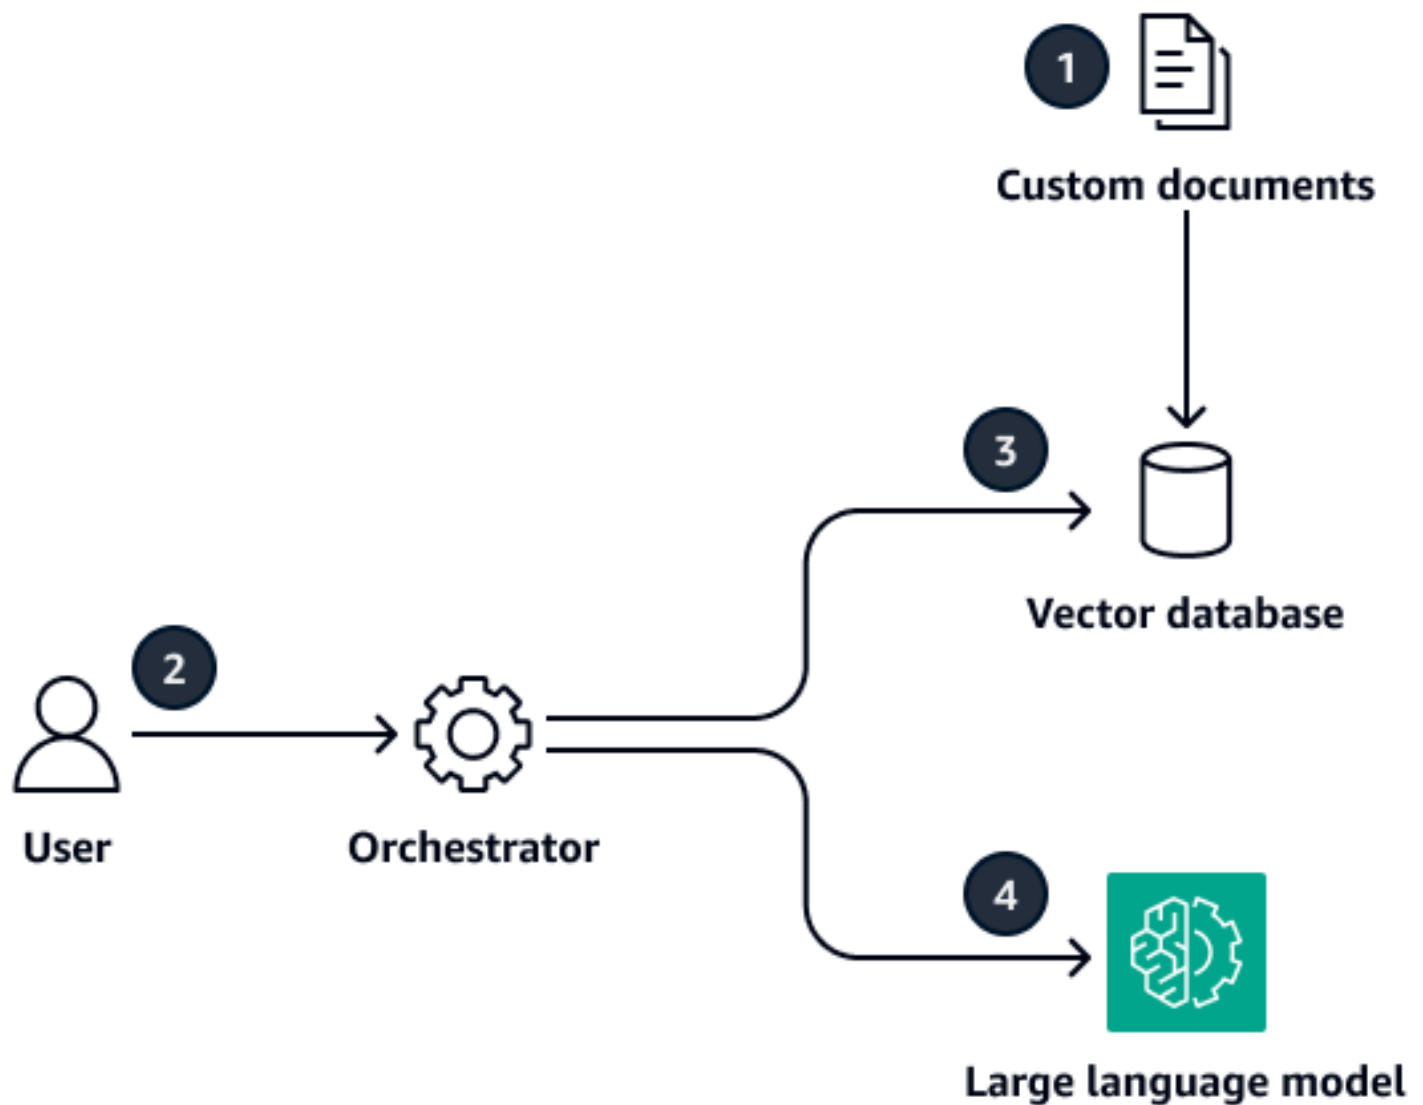 1
Custom documents
3
Vector database
2
User
Orchestrator
4
Large language model